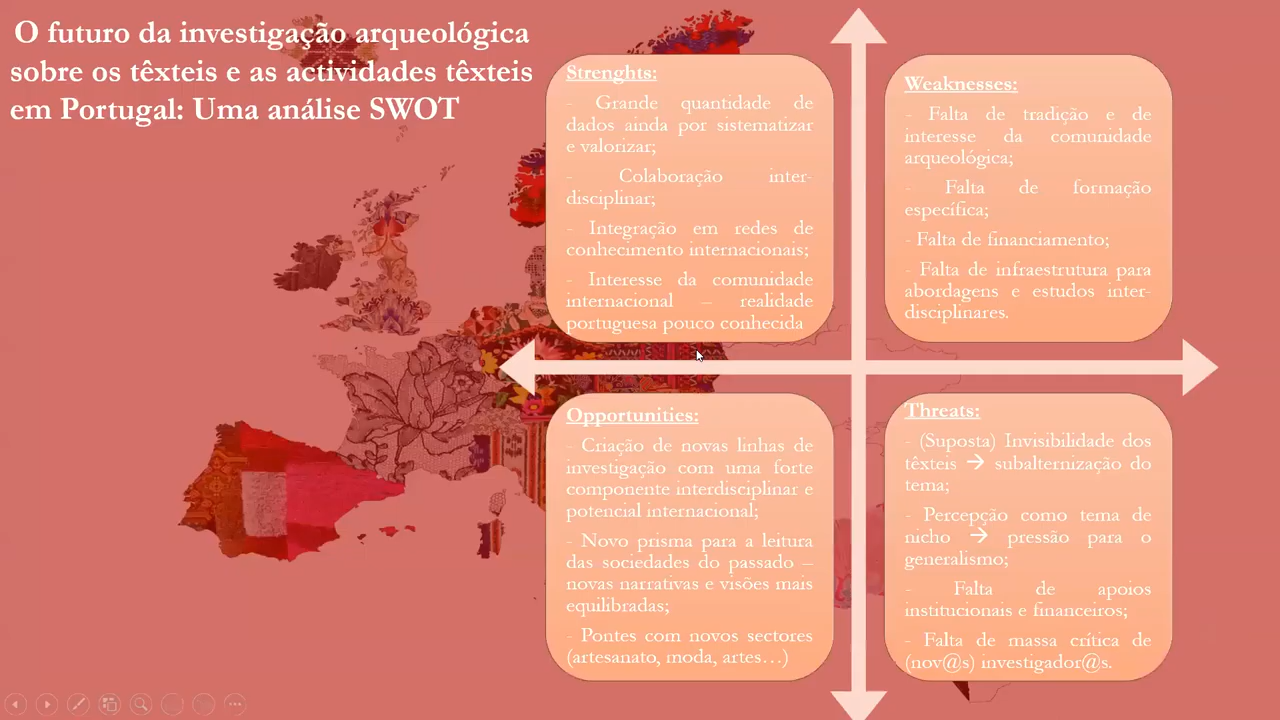 O futuro da investigação arqueológica
sobre os têxteis e as actividades têxteis
em Portugal: Uma análise SWOT
Strenghts:
- Grande quantidade de
dados ainda por sistematizar
e valorizar;
- Colaboração inter-
disciplinar;
- Integração em redes de
conhecimento internacionais;
- Interesse da comunidade
internacional – realidade
portuguesa pouco conhecida
Weaknesses:
- Falta de tradição e de
interesse da comunidade
arqueológica;
- Falta de formação
específica;
- Falta de financiamento;
- Falta de infraestrutura para
abordagens e estudos inter-
disciplinares.
Opportunities:
- Criação de novas linhas de
investigação com uma forte
componente interdisciplinar e
potencial internacional;
- Novo prisma para a leitura
das sociedades do passado –
novas narrativas e visões mais
equilibradas;
- Pontes com novos sectores
(artesanato, moda, artes…)
Threats:
- (Suposta) Invisibilidade dos
têxteis → subalternização do
tema;
- Percepção como tema de
nicho → pressão para o
generalismo;
- Falta de apoios
institucionais e financeiros;
- Falta de massa crítica de
(nov@s) investigador@s.